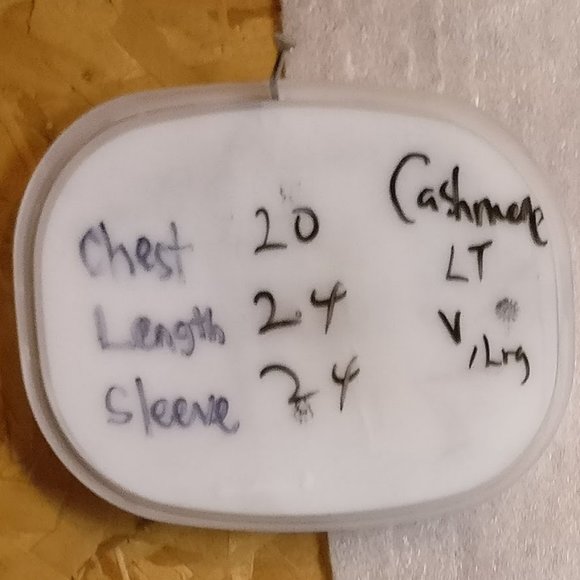 Chest 20
Length 24
Sleeve 24
Cashmere
LT
V, Lrg